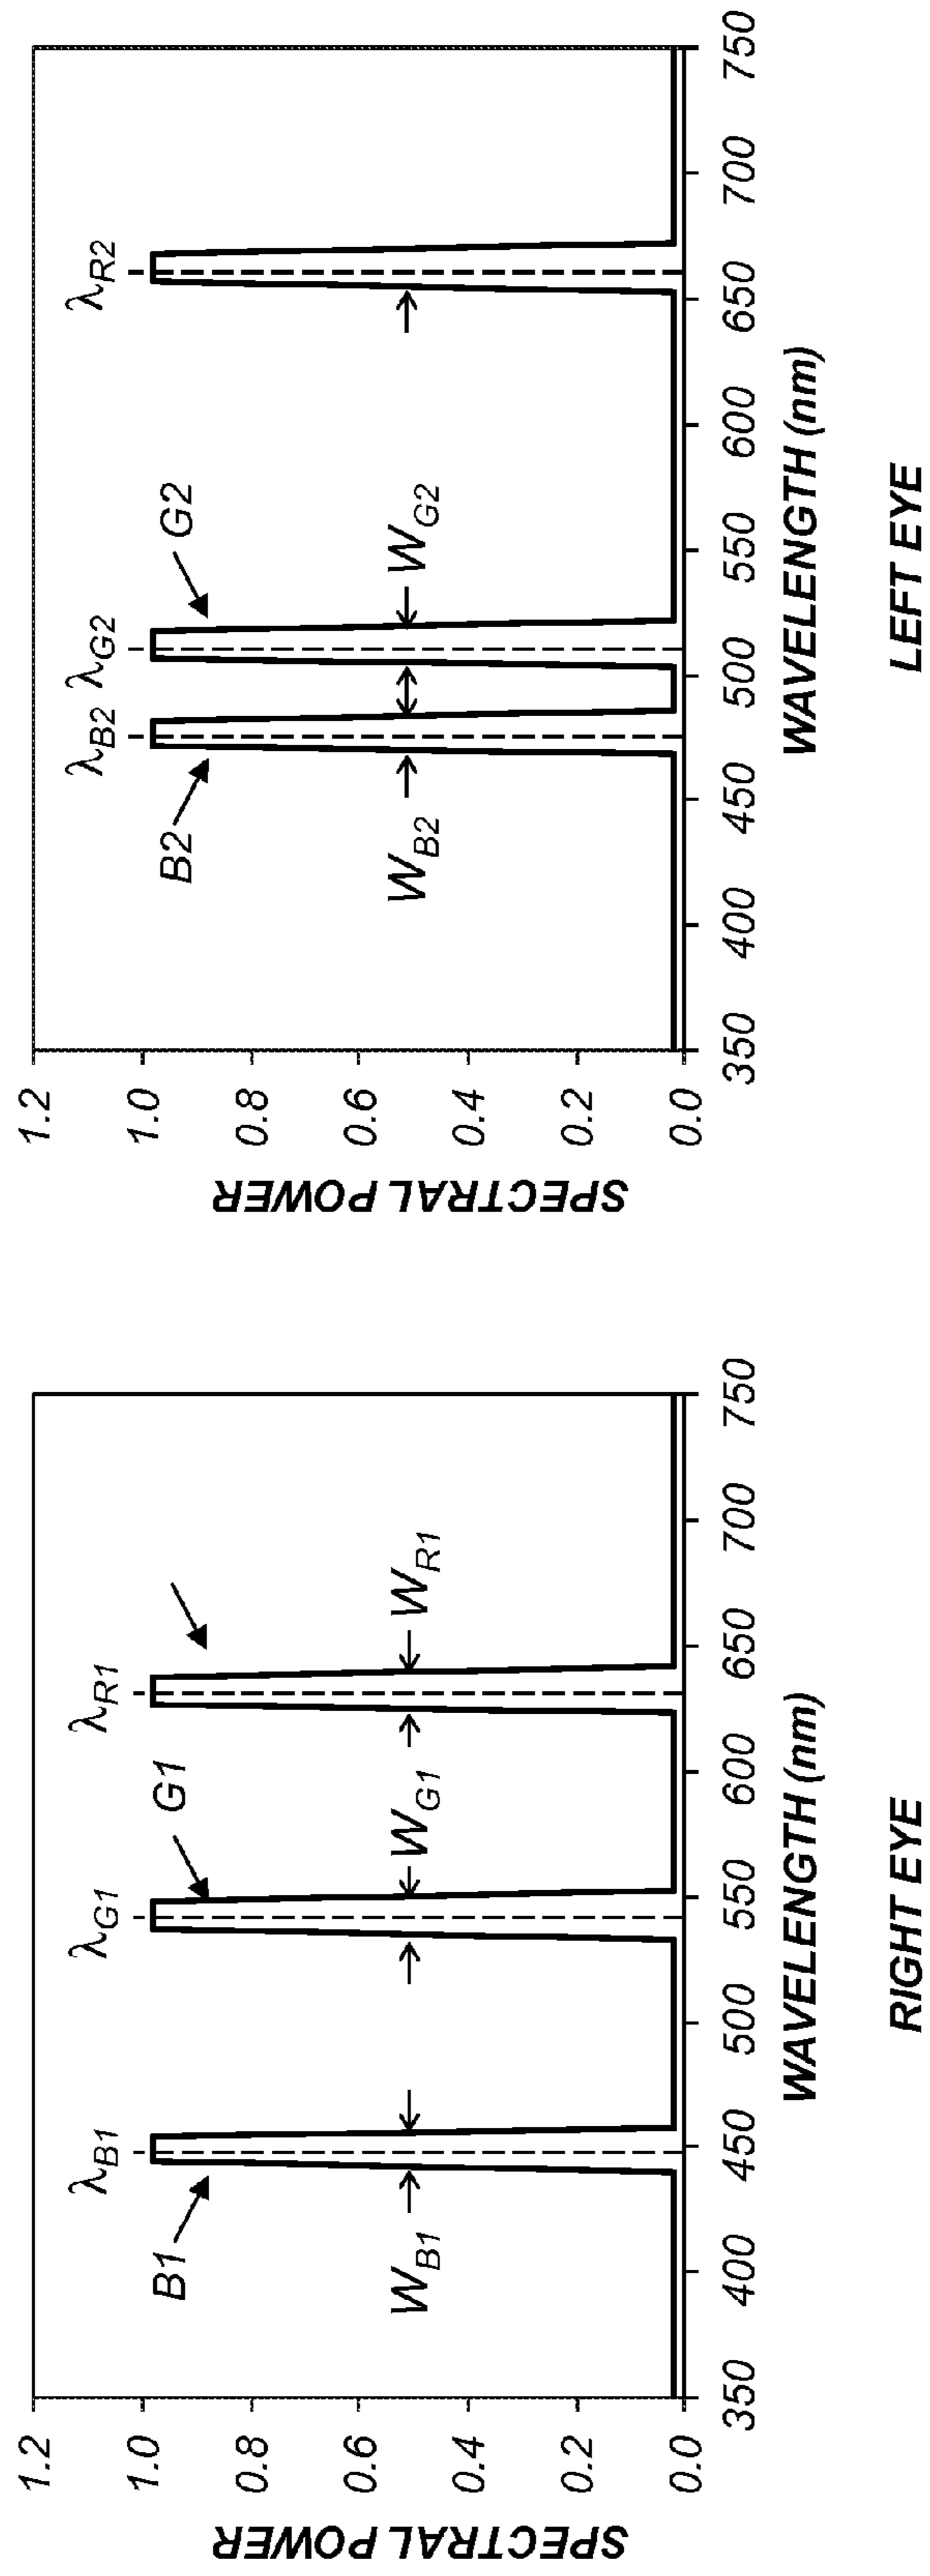 λB1
λG1
λR1
B1
G1
WB1
WG1
WR1
1.2
1.0
0.8
0.6
0.4
0.2
0.0
SPECTRAL POWER
350 400 450 500 550 600 650 700 750
WAVELENGTH (nm)
RIGHT EYE
λB2
λG2
λR2
B2
G2
WB2
WG2
1.2
1.0
0.8
0.6
0.4
0.2
0.0
SPECTRAL POWER
350 400 450 500 550 600 650 700 750
WAVELENGTH (nm)
LEFT EYE